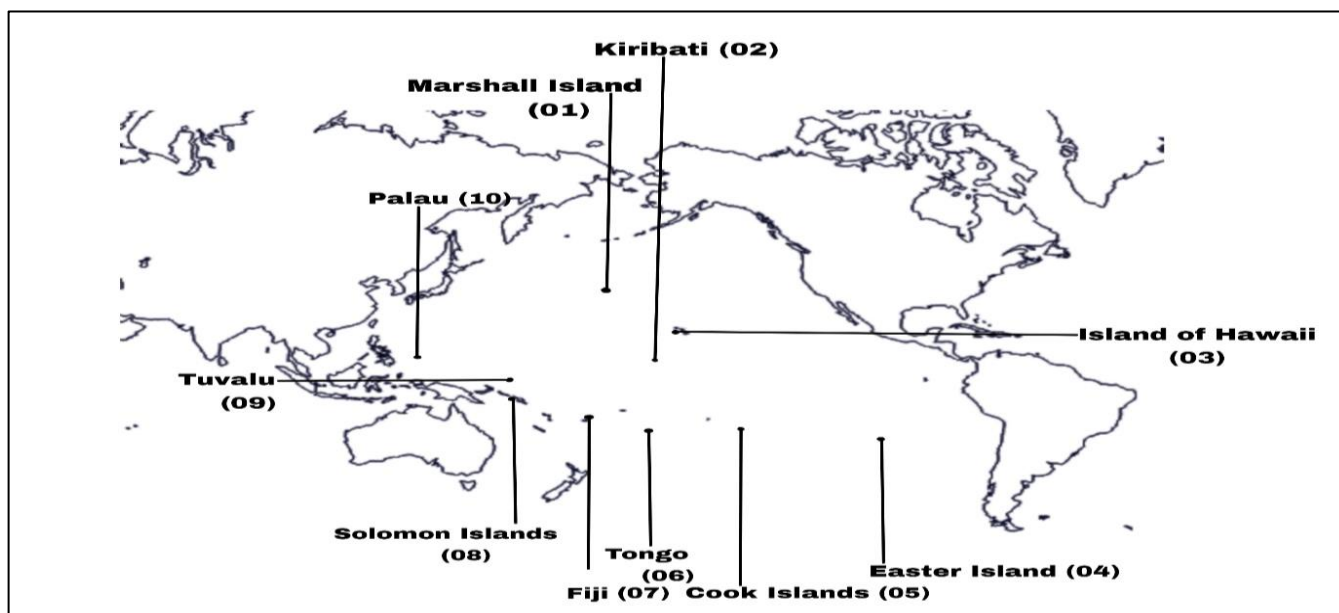 Kiribati (02)
Marshall Island
(01)
Palau (10)
Island of Hawaii
(03)
Tuvalu
(09)
Solomon Islands
(08)
Tongo
(06)
Easter Island (04)
Fiji (07)
Cook Islands (05)